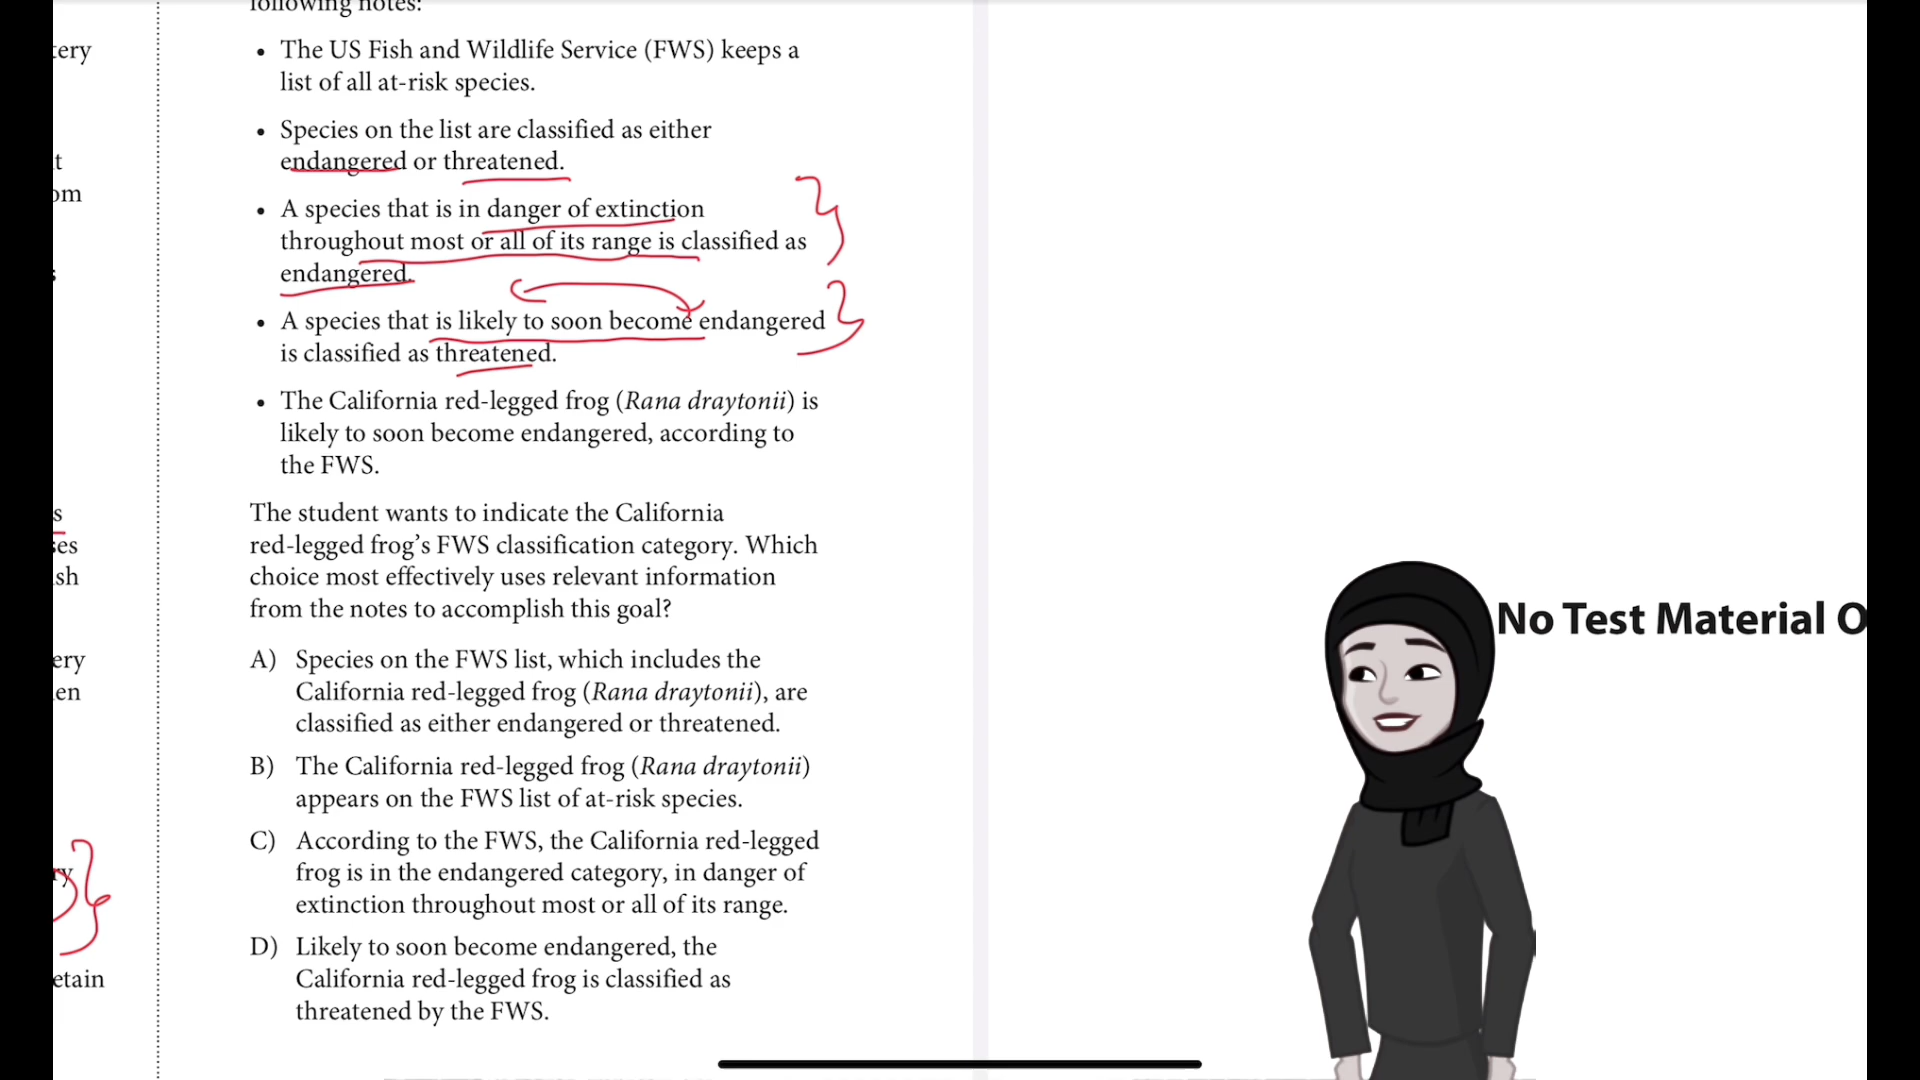 following notes:
• The US Fish and Wildlife Service (FWS) keeps a
list of all at-risk species.
• Species on the list are classified as either
endangered or threatened.
• A species that is in danger of extinction
throughout most or all of its range is classified as
endangered.
• A species that is likely to soon become endangered
is classified as threatened.
• The California red-legged frog (Rana draytonii) is
likely to soon become endangered, according to
the FWS.
The student wants to indicate the California
red-legged frog’s FWS classification category. Which
choice most effectively uses relevant information
from the notes to accomplish this goal?
A) Species on the FWS list, which includes the
California red-legged frog (Rana draytonii), are
classified as either endangered or threatened.
B) The California red-legged frog (Rana draytonii)
appears on the FWS list of at-risk species.
C) According to the FWS, the California red-legged
frog is in the endangered category, in danger of
extinction throughout most or all of its range.
D) Likely to soon become endangered, the
California red-legged frog is classified as
threatened by the FWS.
No Test Material O